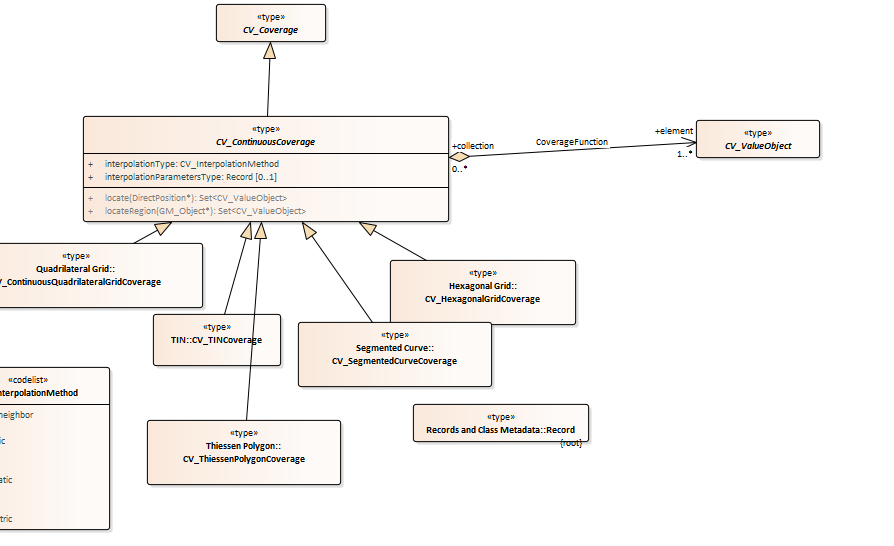 «type»
CV_Coverage
«type»
CV_ContinuousCoverage
+ interpolationType: CV_InterpolationMethod
+ interpolationParametersType: Record [0..1]
+ locate(DirectPosition*): Set<CV_ValueObject>
+ locateRegion(GM_Object*): Set<CV_ValueObject>
+collection
0..*
CoverageFunction
+element
1..*
«type»
CV_ValueObject
«type»
Quadrilateral Grid::
V_ContinuousQuadrilateralGridCoverage
«type»
Hexagonal Grid::
CV_HexagonalGridCoverage
«type»
TIN::CV_TINCoverage
«type»
Segmented Curve::
CV_SegmentedCurveCoverage
«codelist»
nterpolationMethod
neighbor
ic
atic
tric
«type»
Thiessen Polygon::
CV_ThiessenPolygonCoverage
«type»
Records and Class Metadata::Record
{root}